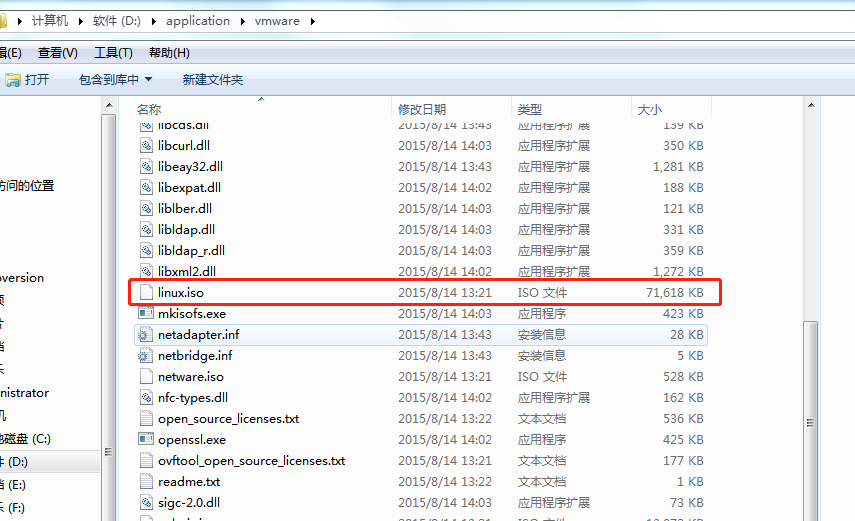 计算机 ▸ 软件 (D:) ▸ application ▸ vmware ▸
辑(E) 查看(V) 工具(T) 帮助(H)
打开 包含到库中 新建文件夹
名称 修改日期 类型 大小
libcds.dll 2015/8/14 13:43 应用程序扩展 139 KB
libcurl.dll 2015/8/14 14:03 应用程序扩展 350 KB
libeay32.dll 2015/8/14 13:43 应用程序扩展 1,281 KB
libexpat.dll 2015/8/14 14:02 应用程序扩展 188 KB
访问的位置
liblber.dll 2015/8/14 14:03 应用程序扩展 121 KB
libldap.dll 2015/8/14 14:03 应用程序扩展 331 KB
libldap_r.dll 2015/8/14 14:03 应用程序扩展 359 KB
libxml2.dll 2015/8/14 14:02 应用程序扩展 1,272 KB
oversion
linux.iso 2015/8/14 13:21 ISO 文件 71,618 KB
mkisofs.exe 2015/8/14 14:03 应用程序 423 KB
netadapter.inf 2015/8/14 13:43 安装信息 28 KB
netbridge.inf 2015/8/14 13:43 安装信息 5 KB
netware.iso 2015/8/14 13:21 ISO 文件 528 KB
nistrator
nfc-types.dll 2015/8/14 14:03 应用程序扩展 162 KB
open_source_licenses.txt 2015/8/14 13:22 文本文档 536 KB
openssl.exe 2015/8/14 14:02 应用程序 425 KB
磁盘 (C:)
ovftool_open_source_licenses.txt 2015/8/14 13:21 文本文档 177 KB
(D:)
readme.txt 2015/8/14 13:22 文本文档 1 KB
(E:)
sigc-2.0.dll 2015/8/14 14:03 应用程序扩展 73 KB
(F:)